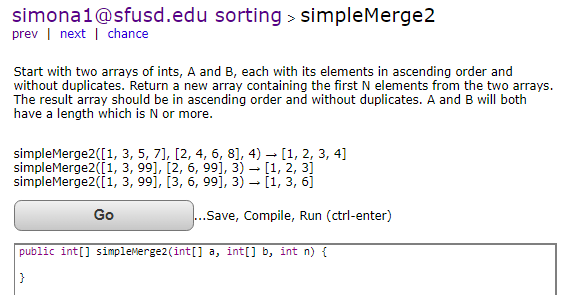 simona1@sfusd.edu sorting > simpleMerge2
prev | next | chance
Start with two arrays of ints, A and B, each with its elements in ascending order and
without duplicates. Return a new array containing the first N elements from the two arrays.
The result array should be in ascending order and without duplicates. A and B will both
have a length which is N or more.
simpleMerge2([1, 3, 5, 7], [2, 4, 6, 8], 4) → [1, 2, 3, 4]
simpleMerge2([1, 3, 99], [2, 6, 99], 3) → [1, 2, 3]
simpleMerge2([1, 3, 99], [3, 6, 99], 3) → [1, 3, 6]
Go ...Save, Compile, Run (ctrl-enter)
public int[] simpleMerge2(int[] a, int[] b, int n) {
}